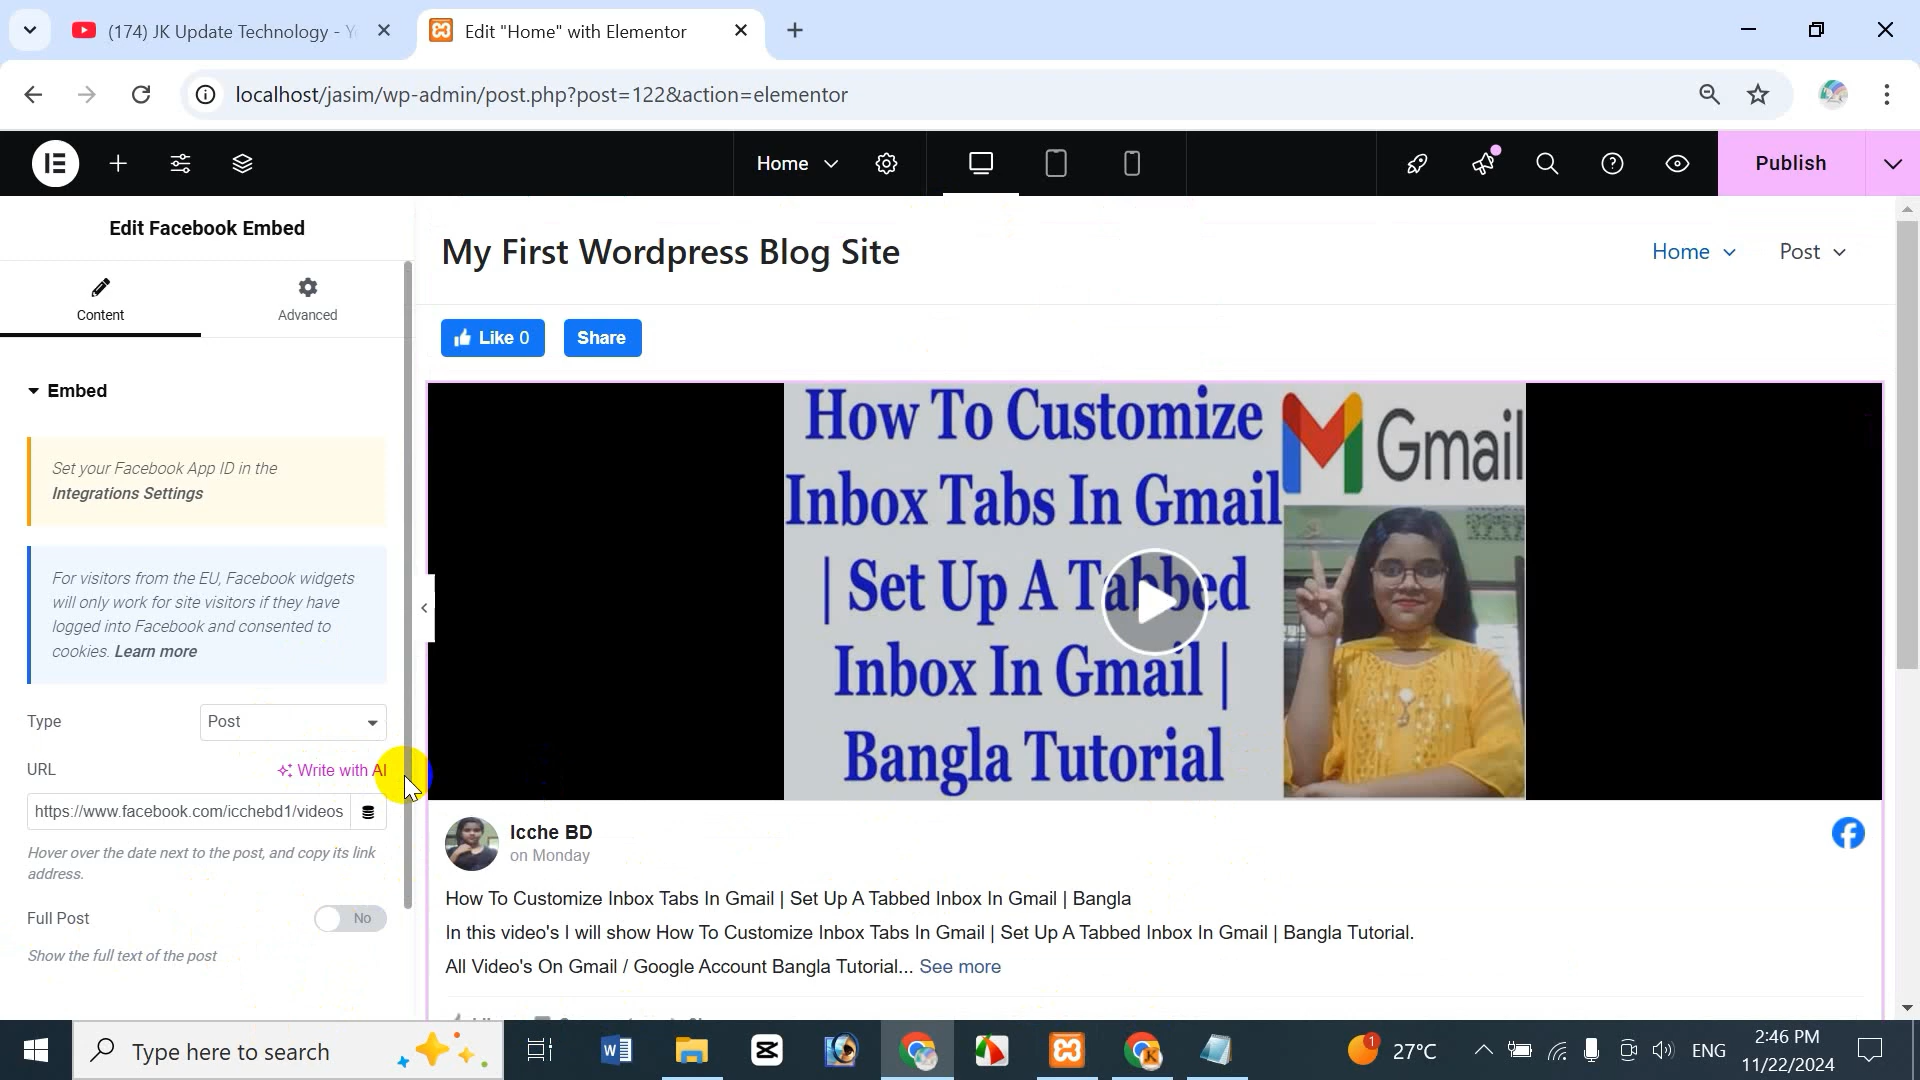 (174) JK Update Technology - Y
Edit "Home" with Elementor
localhost/jasim/wp-admin/post.php?post=122&action=elementor
Home
Publish
Edit Facebook Embed
Content
Advanced
Embed
Set your Facebook App ID in the
Integrations Settings
For visitors from the EU, Facebook widgets
will only work for site visitors if they have
logged into Facebook and consented to
cookies. Learn more
Type
Post
URL
Write with AI
https://www.facebook.com/icchebd1/videos
Hover over the date next to the post, and copy its link
address.
Full Post
No
Show the full text of the post
My First Wordpress Blog Site
Home
Post
Like 0
Share
How To Customize
Inbox Tabs In Gmail
| Set Up A Tabbed
Inbox In Gmail |
Bangla Tutorial
Gmail
Icche BD
on Monday
How To Customize Inbox Tabs In Gmail | Set Up A Tabbed Inbox In Gmail | Bangla
In this video's I will show How To Customize Inbox Tabs In Gmail | Set Up A Tabbed Inbox In Gmail | Bangla Tutorial.
All Video's On Gmail / Google Account Bangla Tutorial... See more
Type here to search
1
27°C
ENG
2:46 PM
11/22/2024